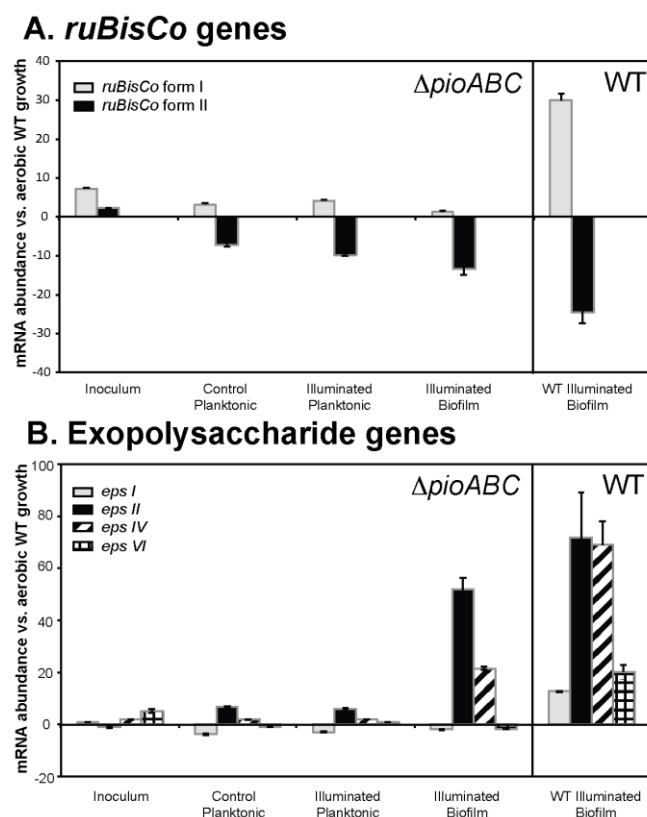 A. ruBisCo genes
mRNA abundance vs. aerobic WT growth
40
30
20
10
0
-10
-20
-30
-40
ruBisCo form I
ruBisCo form II
ΔpioABC
WT
Inoculum
Control
Planktonic
Illuminated
Planktonic
Illuminated
Biofilm
WT Illuminated
Biofilm
B. Exopolysaccharide genes
mRNA abundance vs. aerobic WT growth
100
80
60
40
20
0
-20
eps I
eps II
eps IV
eps VI
ΔpioABC
WT
Inoculum
Control
Planktonic
Illuminated
Planktonic
Illuminated
Biofilm
WT Illuminated
Biofilm